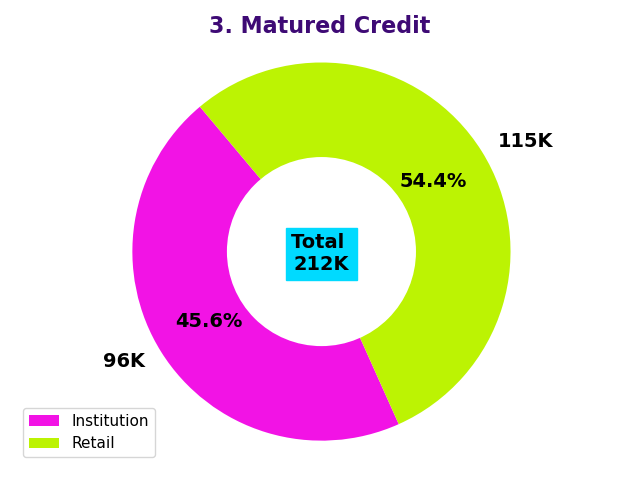 3. Matured Credit
115K
54.4%
Total
212K
45.6%
96K
Institution
Retail